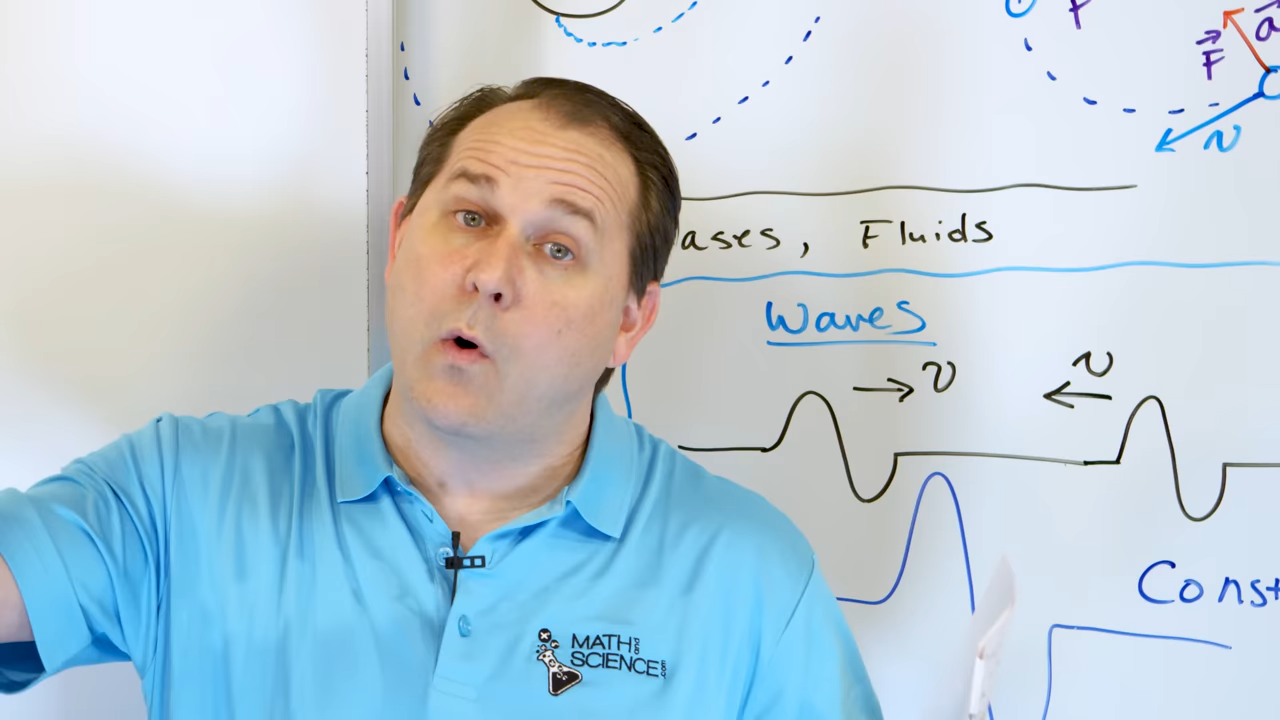 F
a
F
v
ases, Fluids
Waves
v
v
Const
MATH and
SCIENCE.com